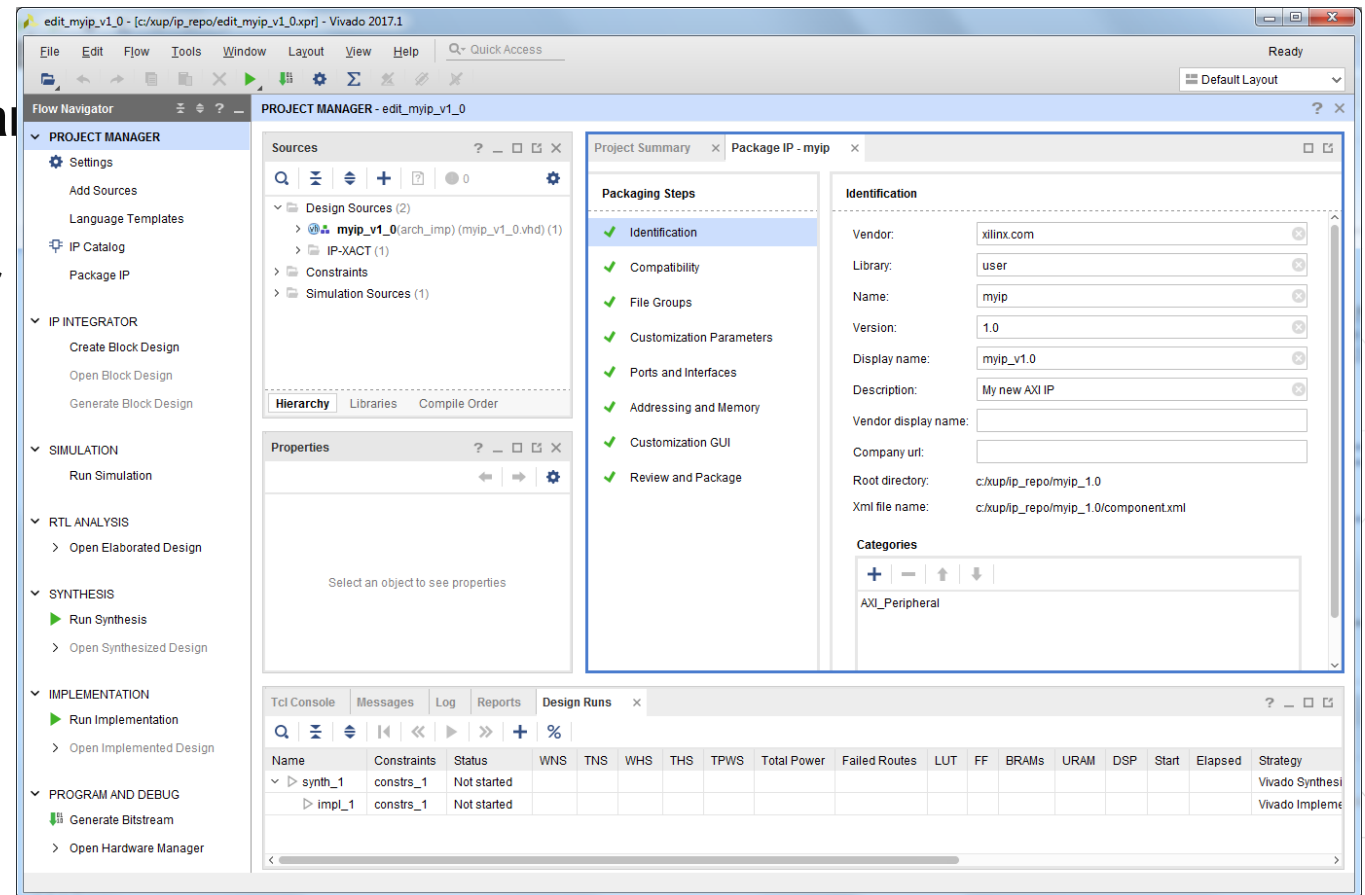 edit_myip_v1_0 - [c:/xup/ip_repo/edit_myip_v1_0.xpr] - Vivado 2017.1
File Edit Flow Tools Window Layout View Help Quick Access Ready
Default Layout
Flow Navigator
PROJECT MANAGER
Settings
Add Sources
Language Templates
IP Catalog
Package IP
IP INTEGRATOR
Create Block Design
Open Block Design
Generate Block Design
SIMULATION
Run Simulation
RTL ANALYSIS
Open Elaborated Design
SYNTHESIS
Run Synthesis
Open Synthesized Design
IMPLEMENTATION
Run Implementation
Open Implemented Design
PROGRAM AND DEBUG
Generate Bitstream
Open Hardware Manager
PROJECT MANAGER - edit_myip_v1_0
Sources
0
Design Sources (2)
myip_v1_0(arch_imp) (myip_v1_0.vhd) (1)
IP-XACT (1)
Constraints
Simulation Sources (1)
Hierarchy Libraries Compile Order
Properties
Select an object to see properties
Project Summary Package IP - myip
Packaging Steps
Identification
Compatibility
File Groups
Customization Parameters
Ports and Interfaces
Addressing and Memory
Customization GUI
Review and Package
Identification
Vendor: xilinx.com
Library: user
Name: myip
Version: 1.0
Display name: myip_v1.0
Description: My new AXI IP
Vendor display name:
Company url:
Root directory: c:/xup/ip_repo/myip_1.0
Xml file name: c:/xup/ip_repo/myip_1.0/component.xml
Categories
AXI_Peripheral
Tcl Console Messages Log Reports Design Runs
Name Constraints Status WNS TNS WHS THS TPWS Total Power Failed Routes LUT FF BRAMs URAM DSP Start Elapsed Strategy
synth_1 constrs_1 Not started Vivado Synthesi
impl_1 constrs_1 Not started Vivado Impleme